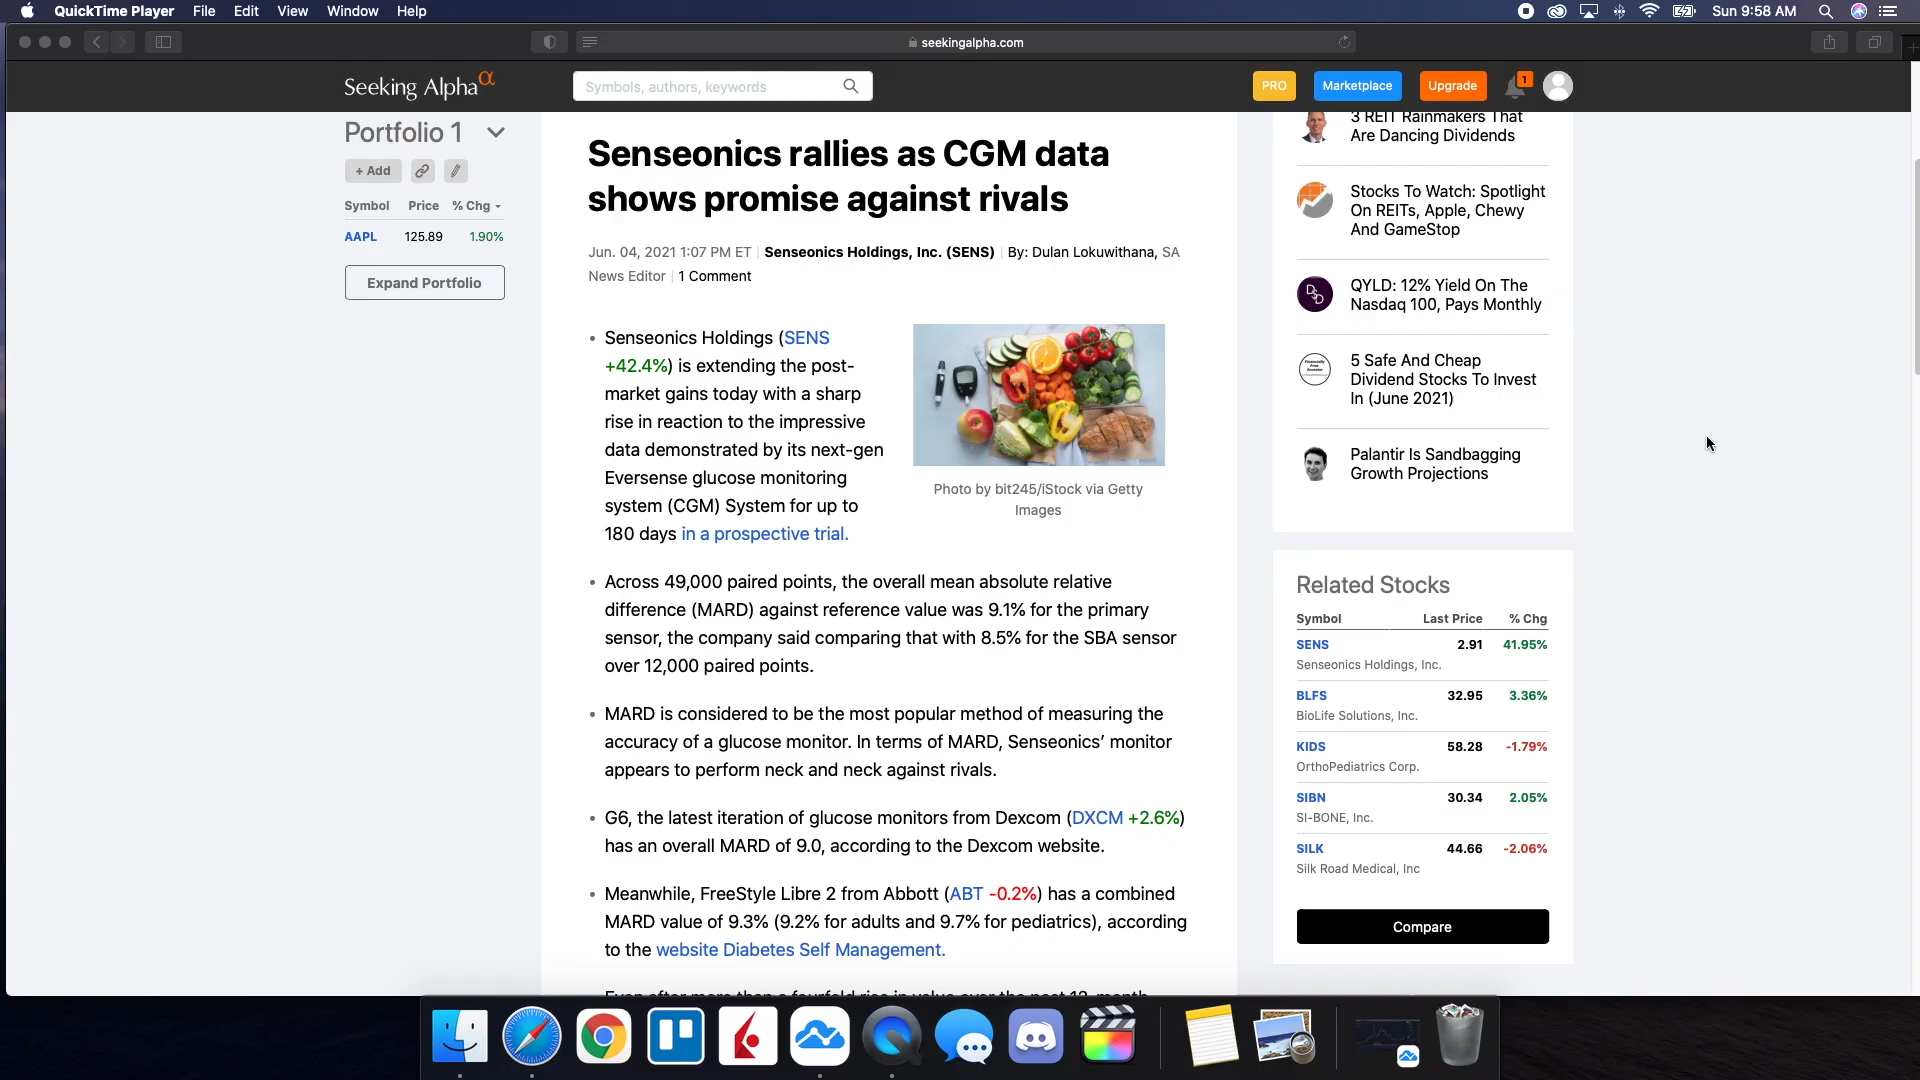 QuickTime Player File Edit View Window Help
Sun 9:58 AM
seekingalpha.com
Seeking Alpha α
Symbols, authors, keywords
PRO
Marketplace
Upgrade
1
Portfolio 1
+ Add
Symbol Price % Chg
AAPL 125.89 1.90%
Expand Portfolio
Senseonics rallies as CGM data
shows promise against rivals
Jun. 04, 2021 1:07 PM ET Senseonics Holdings, Inc. (SENS) By: Dulan Lokuwithana, SA
News Editor 1 Comment
• Senseonics Holdings (SENS
+42.4%) is extending the post-
market gains today with a sharp
rise in reaction to the impressive
data demonstrated by its next-gen
Eversense glucose monitoring
system (CGM) System for up to
180 days in a prospective trial.
Photo by bit245/iStock via Getty
Images
• Across 49,000 paired points, the overall mean absolute relative
difference (MARD) against reference value was 9.1% for the primary
sensor, the company said comparing that with 8.5% for the SBA sensor
over 12,000 paired points.
• MARD is considered to be the most popular method of measuring the
accuracy of a glucose monitor. In terms of MARD, Senseonics’ monitor
appears to perform neck and neck against rivals.
• G6, the latest iteration of glucose monitors from Dexcom (DXCM +2.6%)
has an overall MARD of 9.0, according to the Dexcom website.
• Meanwhile, FreeStyle Libre 2 from Abbott (ABT -0.2%) has a combined
MARD value of 9.3% (9.2% for adults and 9.7% for pediatrics), according
to the website Diabetes Self Management.
Even after more than a fourfold rise in value over the past 12-month
3 REIT Rainmakers That
Are Dancing Dividends
Stocks To Watch: Spotlight
On REITs, Apple, Chewy
And GameStop
DSD
QYLD: 12% Yield On The
Nasdaq 100, Pays Monthly
5 Safe And Cheap
Dividend Stocks To Invest
In (June 2021)
Palantir Is Sandbagging
Growth Projections
Related Stocks
Symbol Last Price % Chg
SENS 2.91 41.95%
Senseonics Holdings, Inc.
BLFS 32.95 3.36%
BioLife Solutions, Inc.
KIDS 58.28 -1.79%
OrthoPediatrics Corp.
SIBN 30.34 2.05%
SI-BONE, Inc.
SILK 44.66 -2.06%
Silk Road Medical, Inc
Compare